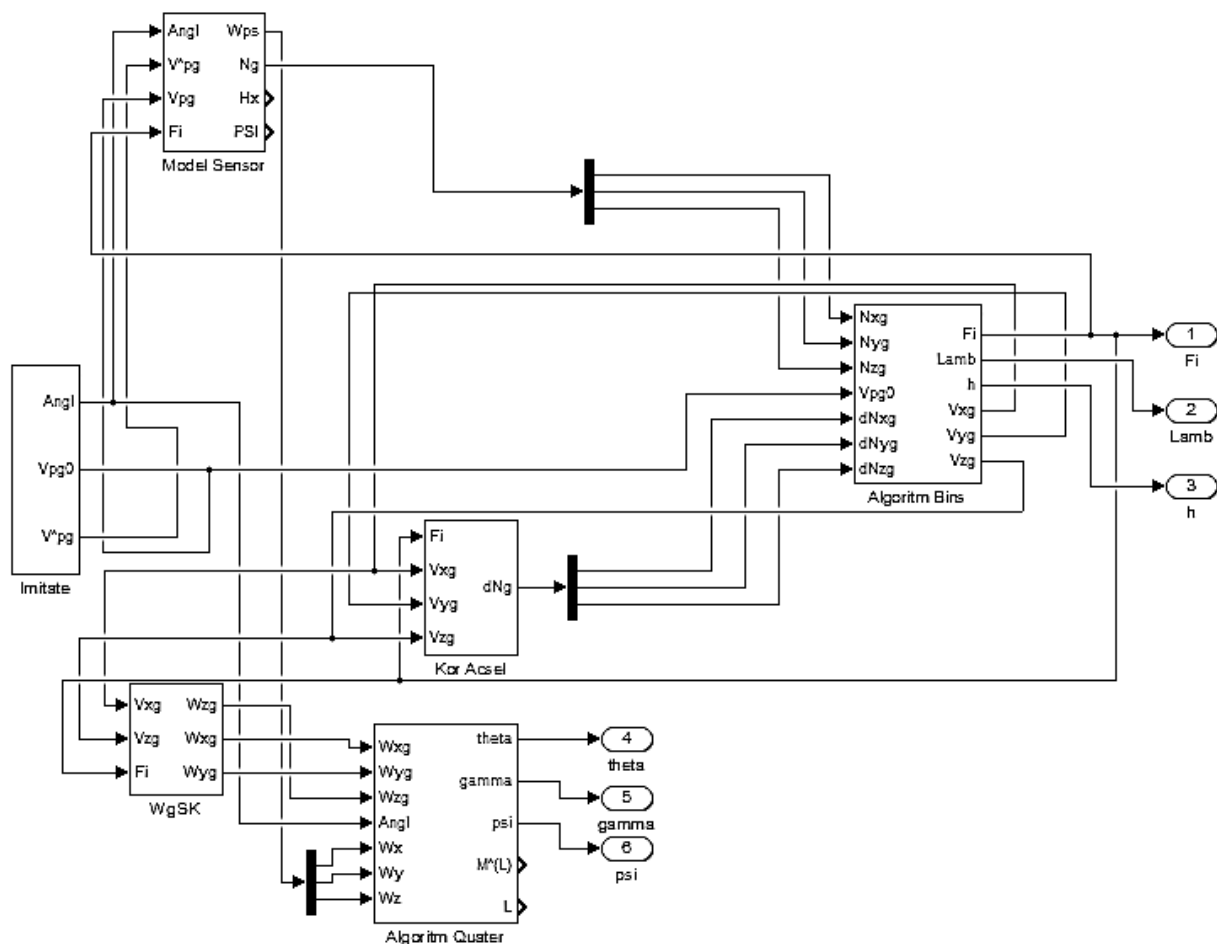 Angl
V^pg
Vpg
Fi
Wps
Ng
Hx
PSI
Model Sensor
Angl
Vpg0
V^pg
Imitate
Nxg
Nyg
Nzg
Vpg0
dNxg
dNyg
dNzg
Fi
Lamb
h
Vxg
Vyg
Vzg
Algoritm Bins
1
Fi
2
Lamb
3
h
Fi
Vxg
Vyg
Vzg
dNg
Kor Acsel
Vxg
Vzg
Fi
Wzg
Wxg
Wyg
WgSK
Wxg
Wyg
Wzg
Angl
Wx
Wy
Wz
theta
gamma
psi
M^{L}
L
Algoritm Quater
4
theta
5
gamma
6
psi